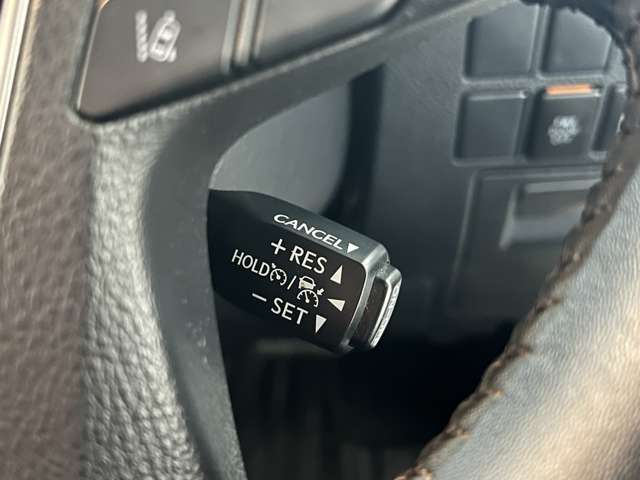 CANCEL▼
+ RES ▲
HOLD / ◀
− SET ▼